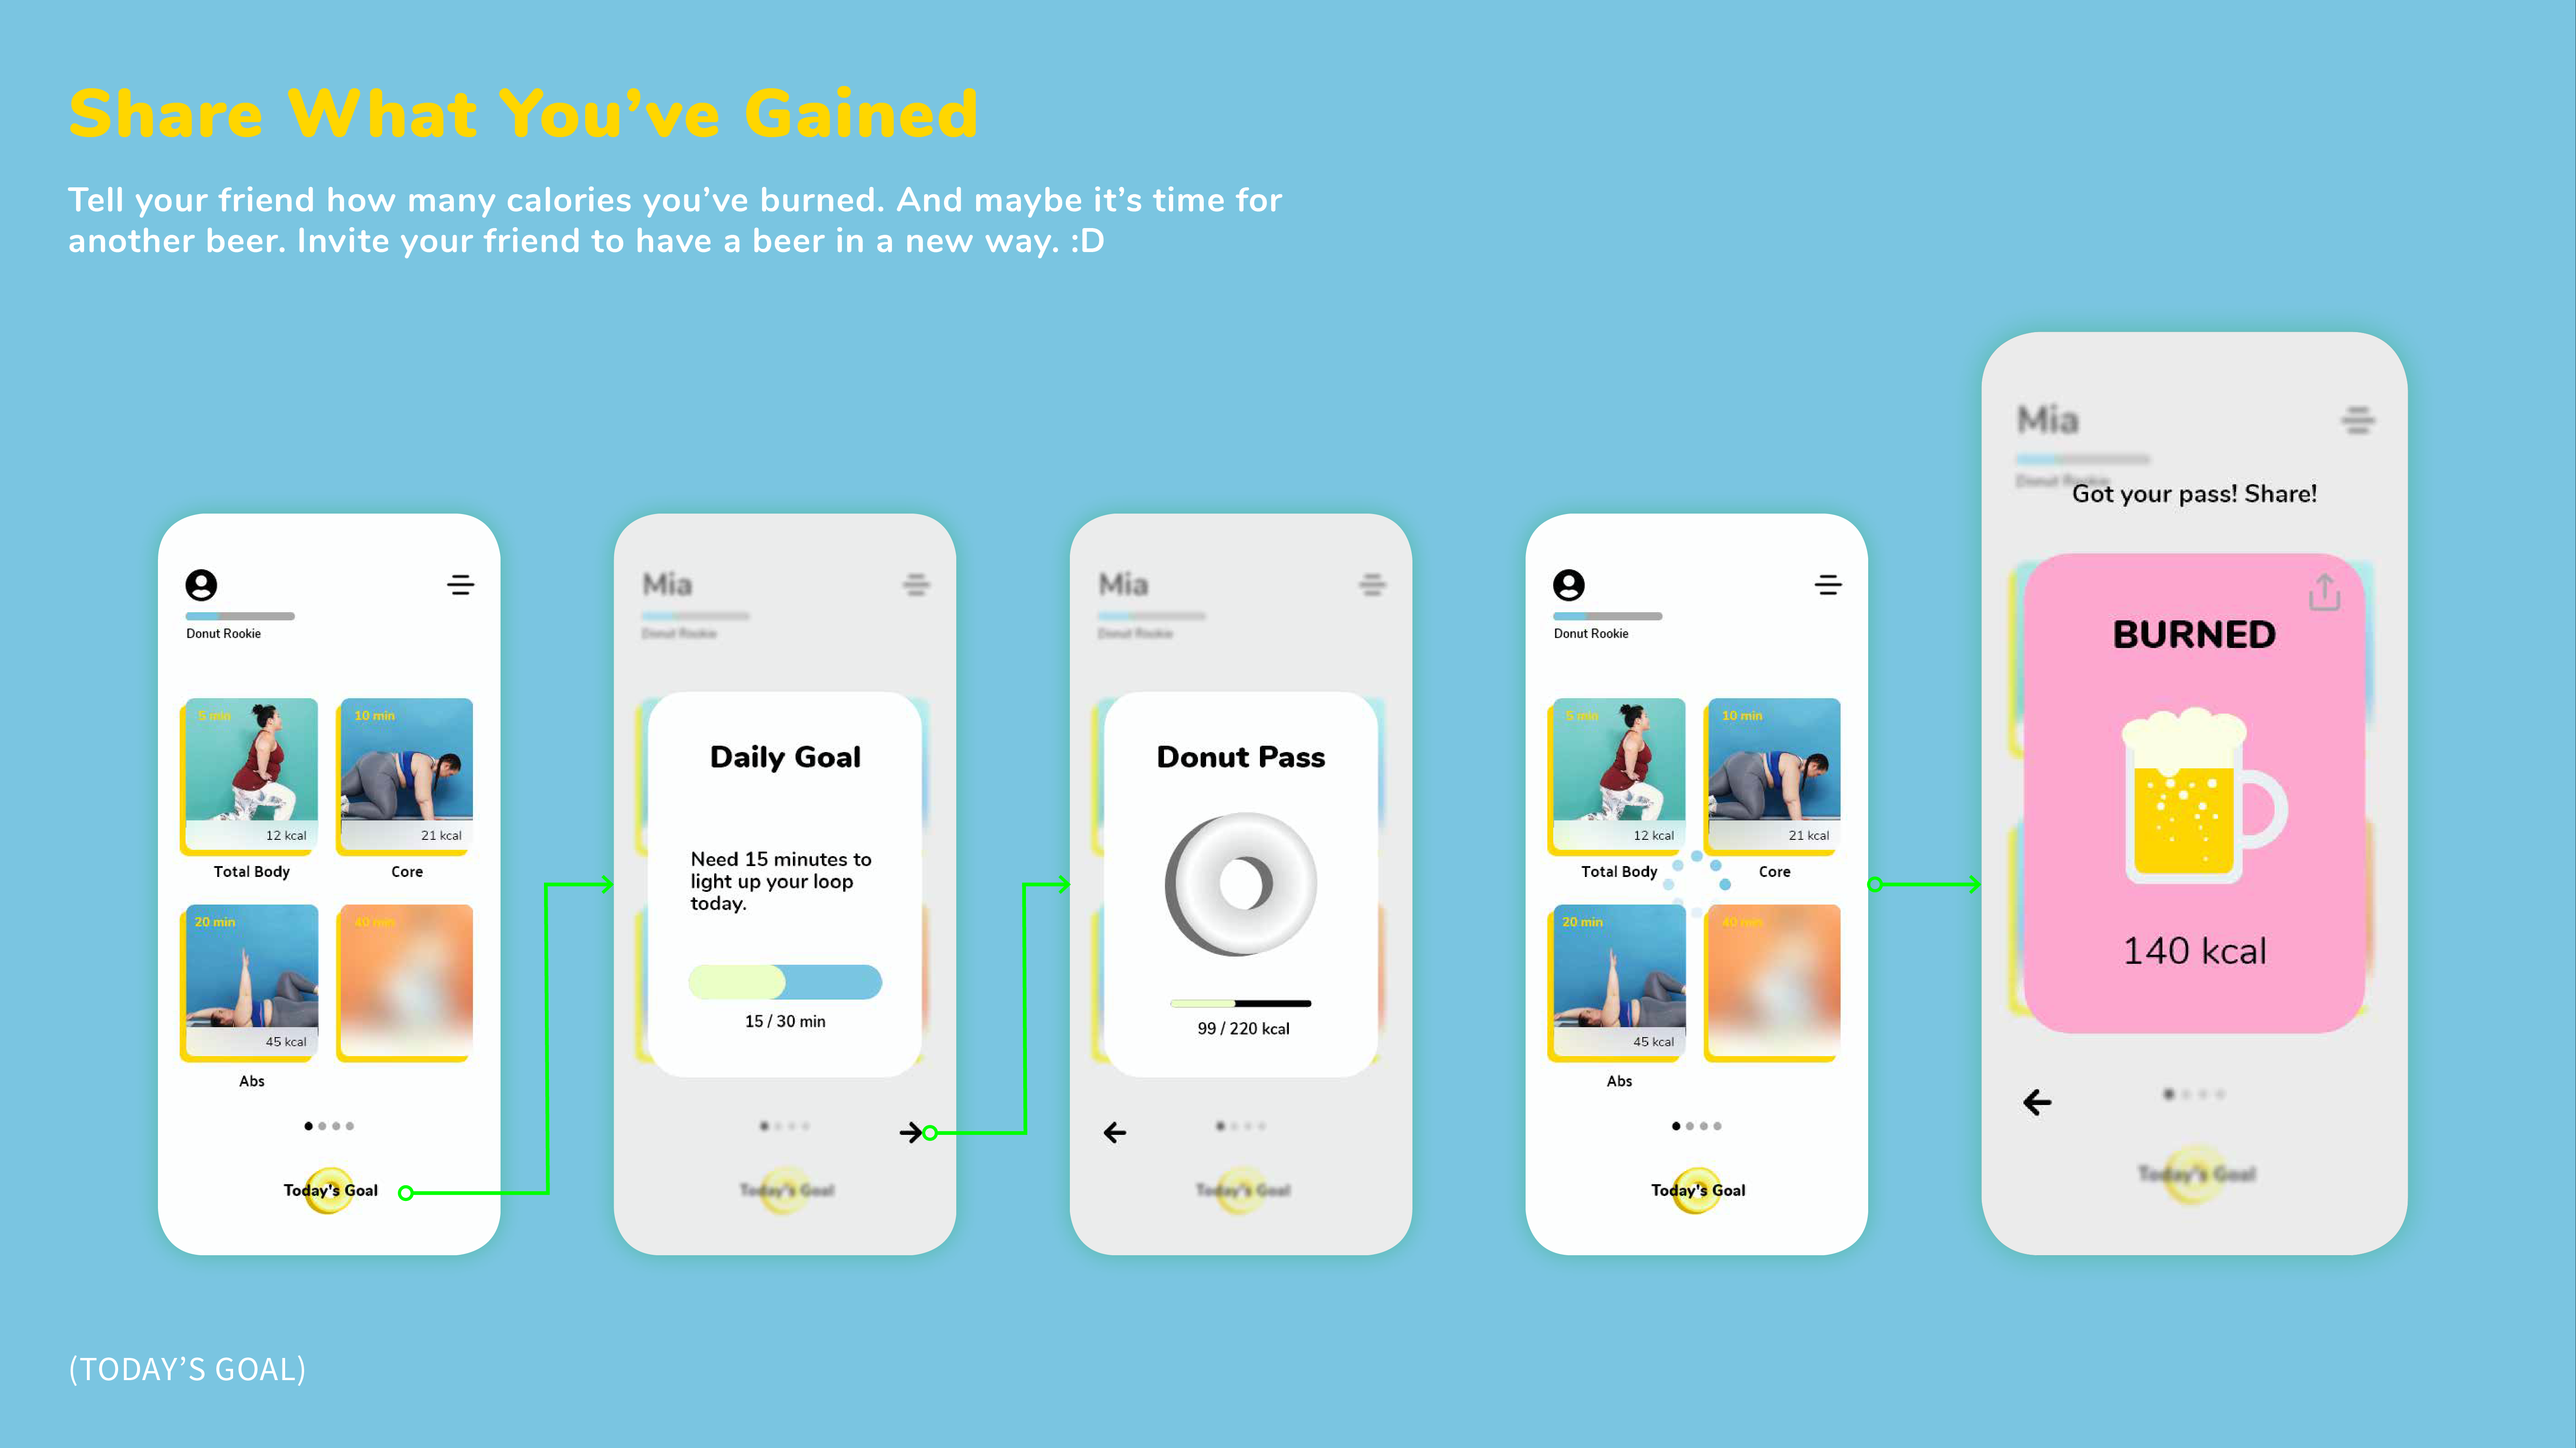 Share What You’ve Gained
Tell your friend how many calories you’ve burned. And maybe it’s time for
another beer. Invite your friend to have a beer in a new way. :D
Donut Rookie
5 min
10 min
12 kcal
21 kcal
Total Body
Core
20 min
40 min
45 kcal
Abs
Today's Goal
Mia
Donut Rookie
Daily Goal
Need 15 minutes to
light up your loop
today.
15 / 30 min
Today's Goal
Mia
Donut Rookie
Donut Pass
99 / 220 kcal
Today's Goal
Donut Rookie
5 min
10 min
12 kcal
21 kcal
Total Body
Core
20 min
40 min
45 kcal
Abs
Today's Goal
Mia
Donut Rookie
Got your pass! Share!
BURNED
140 kcal
Today's Goal
(TODAY’S GOAL)